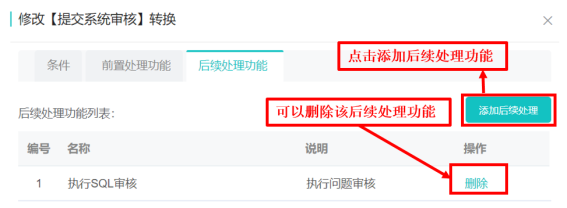 修改【提交系统审核】转换
条件 前置处理功能 后续处理功能
点击添加后续处理功能
后续处理功能列表:
可以删除该后续处理功能
添加后续处理
编号 名称 说明 操作
1 执行SQL审核 执行问题审核 删除